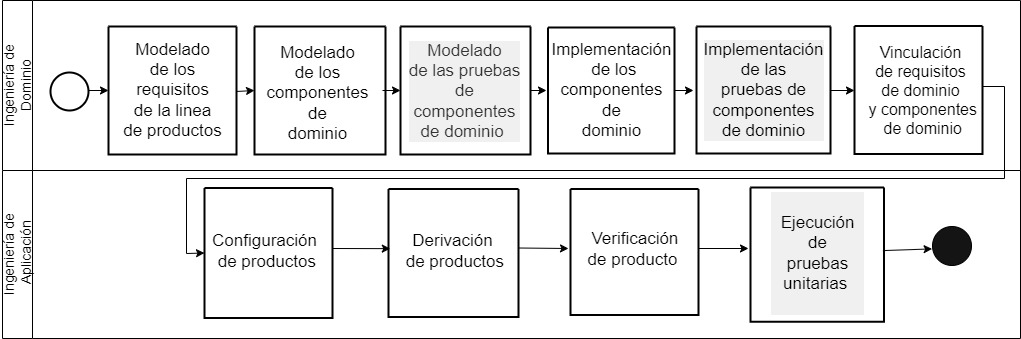 Ingeniería de
Dominio
Modelado
de los
requisitos
de la linea
de productos
Modelado
de los
componentes
de
dominio
Modelado
de las pruebas
de
componentes
de dominio
Implementación
de los
componentes
de
dominio
Implementación
de las
pruebas de
componentes
de dominio
Vinculación
de requisitos
de dominio
y componentes
de dominio
Ingeniería de
Aplicación
Configuración
de productos
Derivación
de productos
Verificación
de producto
Ejecución
de
pruebas
unitarias